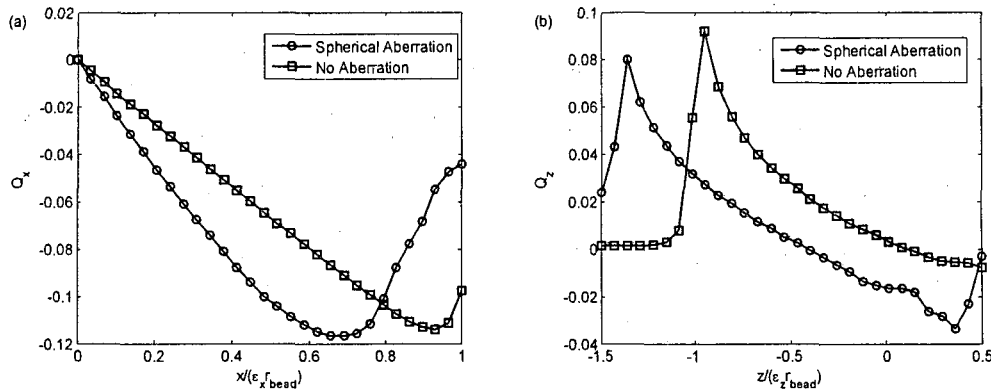 (a)
0.02
0
-0.02
-0.04
-0.06
-0.08
-0.1
-0.12
Qx
Spherical Aberration
No Aberration
0
0.2
0.4
0.6
0.8
1
x/(εx rbead)
(b)
0.1
0.08
0.06
0.04
0.02
0
-0.02
-0.04
Qz
Spherical Aberration
No Aberration
-1.5
-1
-0.5
0
0.5
z/(εz rbead)